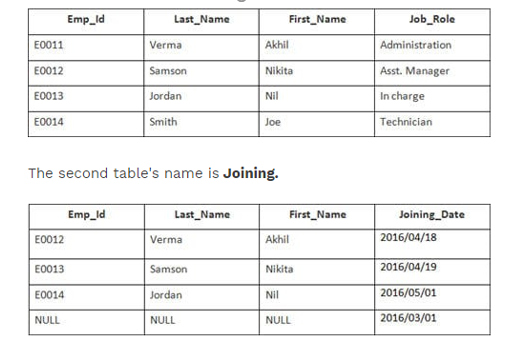 Emp_Id Last_Name First_Name Job_Role
E0011 Verma Akhil Administration
E0012 Samson Nikita Asst. Manager
E0013 Jordan Nil In charge
E0014 Smith Joe Technician
The second table's name is Joining.
Emp_Id Last_Name First_Name Joining_Date
E0012 Verma Akhil 2016/04/18
E0013 Samson Nikita 2016/04/19
E0014 Jordan Nil 2016/05/01
NULL NULL NULL 2016/03/01